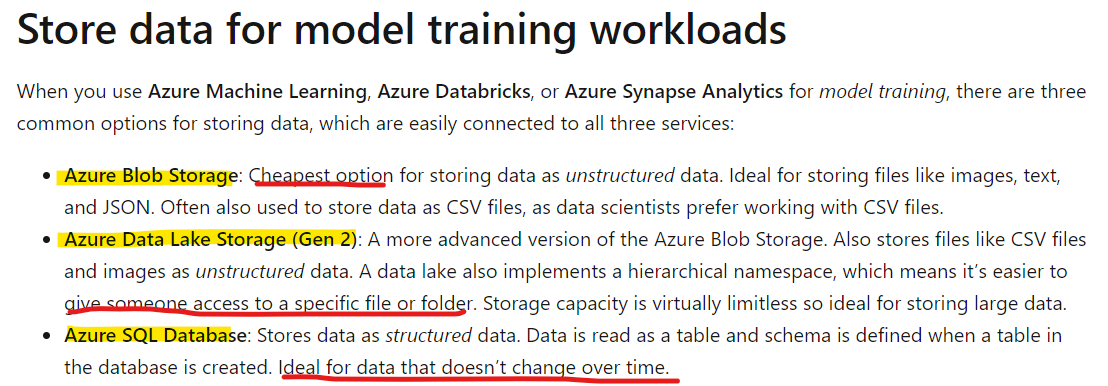 Store data for model training workloads
When you use Azure Machine Learning, Azure Databricks, or Azure Synapse Analytics for model training, there are three
common options for storing data, which are easily connected to all three services:
• Azure Blob Storage: Cheapest option for storing data as unstructured data. Ideal for storing files like images, text,
and JSON. Often also used to store data as CSV files, as data scientists prefer working with CSV files.
• Azure Data Lake Storage (Gen 2): A more advanced version of the Azure Blob Storage. Also stores files like CSV files
and images as unstructured data. A data lake also implements a hierarchical namespace, which means it’s easier to
give someone access to a specific file or folder. Storage capacity is virtually limitless so ideal for storing large data.
• Azure SQL Database: Stores data as structured data. Data is read as a table and schema is defined when a table in
the database is created. Ideal for data that doesn’t change over time.